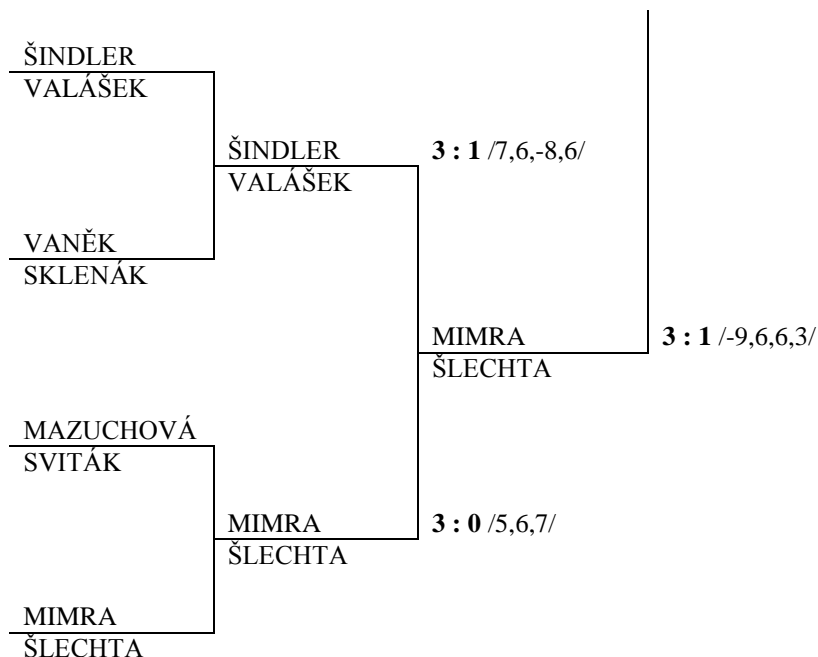 ŠINDLER
VALÁŠEK
ŠINDLER 3 : 1 /7,6,-8,6/
VALÁŠEK
VANĚK
SKLENÁK
MIMRA 3 : 1 /-9,6,6,3/
ŠLECHTA
MAZUCHOVÁ
SVITÁK
MIMRA 3 : 0 /5,6,7/
ŠLECHTA
MIMRA
ŠLECHTA